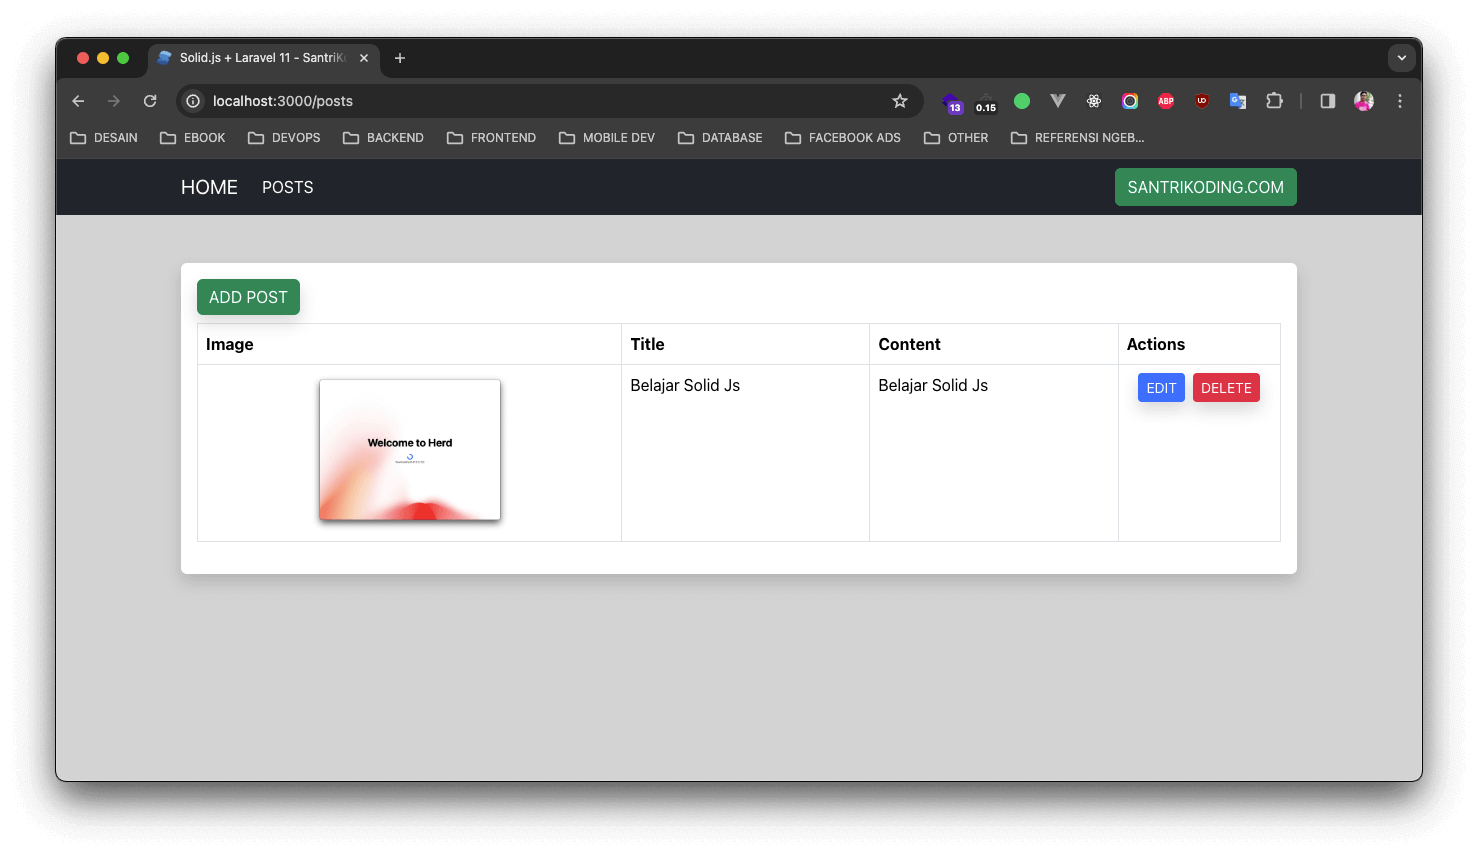 Solid.js + Laravel 11 - SantriK
localhost:3000/posts
13
0.15
ABP
DESAIN
EBOOK
DEVOPS
BACKEND
FRONTEND
MOBILE DEV
DATABASE
FACEBOOK ADS
OTHER
REFERENSI NGEB...
HOME
POSTS
SANTRIKODING.COM
ADD POST
Image Title Content Actions
Belajar Solid Js Belajar Solid Js EDIT DELETE
Welcome to Herd